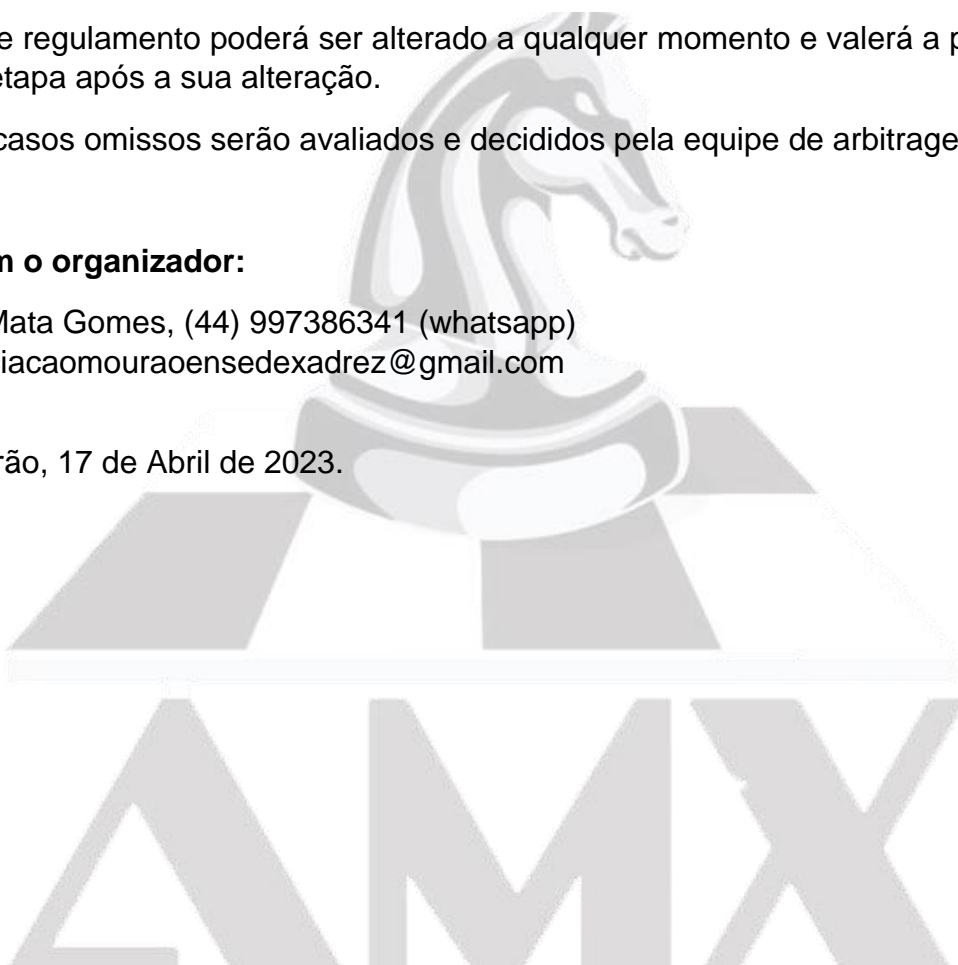 e regulamento poderá ser alterado a qualquer momento e valerá a p
etapa após a sua alteração.
casos omissos serão avaliados e decididos pela equipe de arbitrage
m o organizador:
Mata Gomes, (44) 997386341 (whatsapp)
iacaomouraoensedexadrez@gmail.com
rão, 17 de Abril de 2023.
AMX